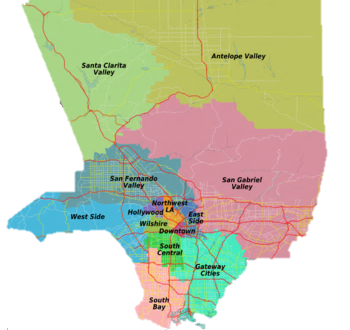 Antelope Valley
Santa Clarita
Valley
San Fernando
Valley
San Gabriel
Valley
Northwest
LA
Hollywood
East
Side
West Side
Wilshire
Downtown
South
Central
Gateway
Cities
South
Bay